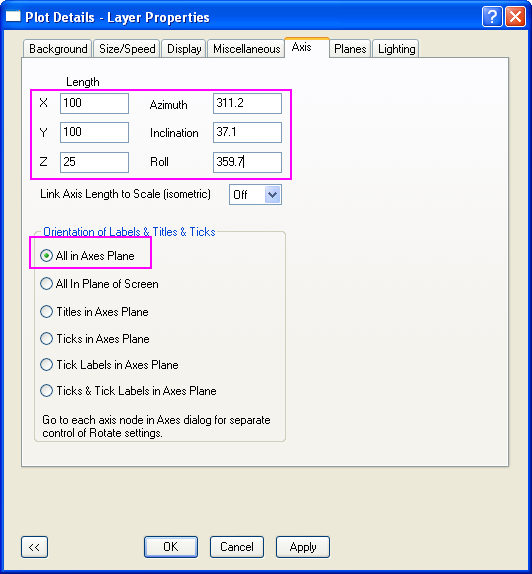 Plot Details - Layer Properties
Background Size/Speed Display Miscellaneous Axis Planes Lighting
Length
X 100 Azimuth 311.2
Y 100 Inclination 37.1
Z 25 Roll 359.7
Link Axis Length to Scale (isometric) Off
Orientation of Labels & Titles & Ticks
All in Axes Plane
All In Plane of Screen
Titles in Axes Plane
Ticks in Axes Plane
Tick Labels in Axes Plane
Ticks & Tick Labels in Axes Plane
Go to each axis node in Axes dialog for separate
control of Rotate settings.
<< OK Cancel Apply